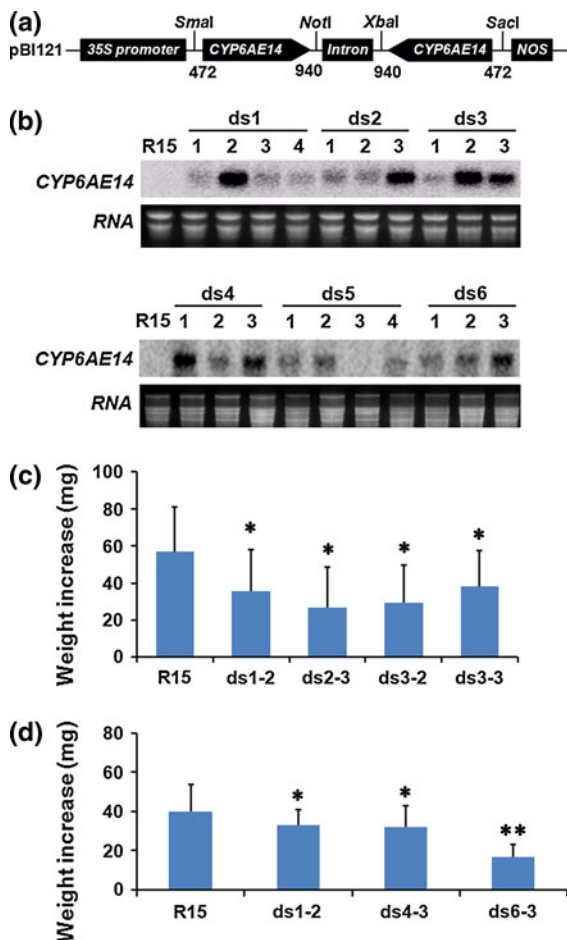 (a)
SmaI NotI XbaI SacI
pBI121 35S promoter CYP6AE14 Intron CYP6AE14 NOS
472 940 940 472
(b)
ds1 ds2 ds3
R15 1 2 3 4 1 2 3 1 2 3
CYP6AE14
RNA
ds4 ds5 ds6
R15 1 2 3 1 2 3 4 1 2 3
CYP6AE14
RNA
(c)
Weight increase (mg)
100
80
60
40
20
0
* * * *
R15 ds1-2 ds2-3 ds3-2 ds3-3
(d)
Weight increase (mg)
80
60
40
20
0
* * **
R15 ds1-2 ds4-3 ds6-3